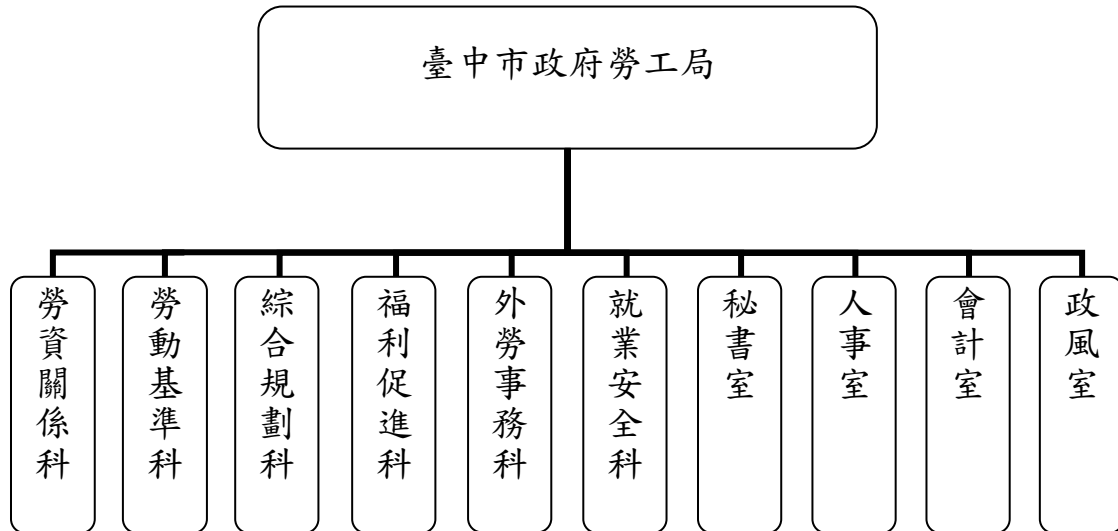 臺中市政府勞工局
勞資關係科
勞動基準科
綜合規劃科
福利促進科
外勞事務科
就業安全科
秘書室
人事室
會計室
政風室